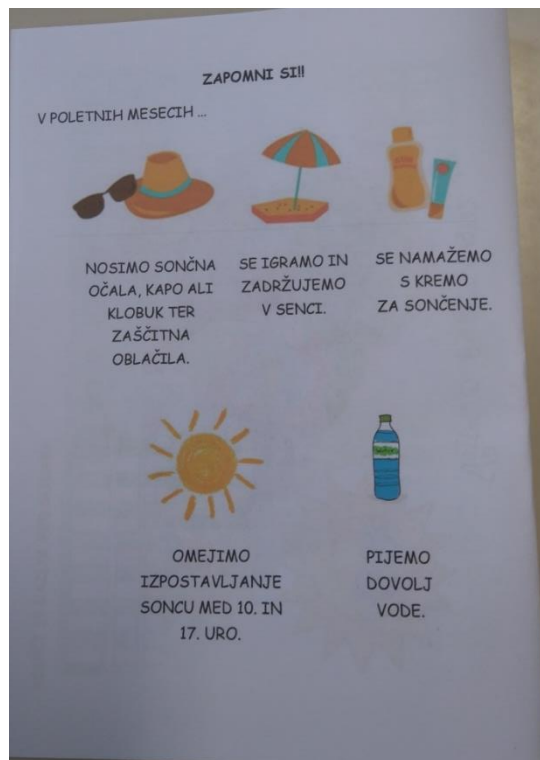 ZAPOMNI SI!!
V POLETNIH MESECIH ...
NOSIMO SONČNA
OČALA, KAPO ALI
KLOBUK TER
ZAŠČITNA
OBLAČILA.
SE IGRAMO IN
ZADRŽUJEMO
V SENCI.
SE NAMAŽEMO
S KREMO
ZA SONČENJE.
OMEJIMO
IZPOSTAVLJANJE
SONCU MED 10. IN
17. URO.
PIJEMO
DOVOLJ
VODE.